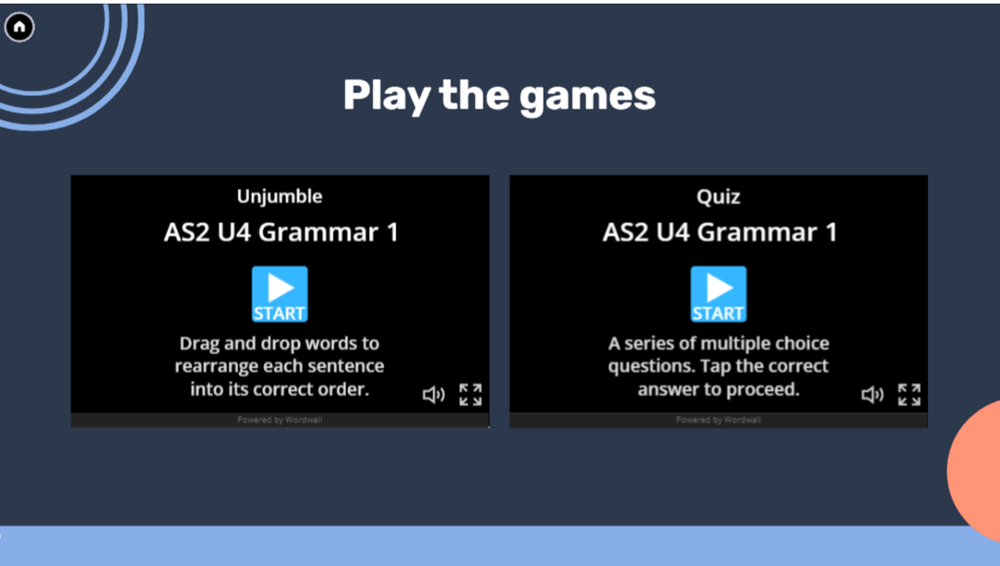 Play the games
Unjumble
AS2 U4 Grammar 1
START
Drag and drop words to
rearrange each sentence
into its correct order.
Powered by Wordwall
Quiz
AS2 U4 Grammar 1
START
A series of multiple choice
questions. Tap the correct
answer to proceed.
Powered by Wordwall